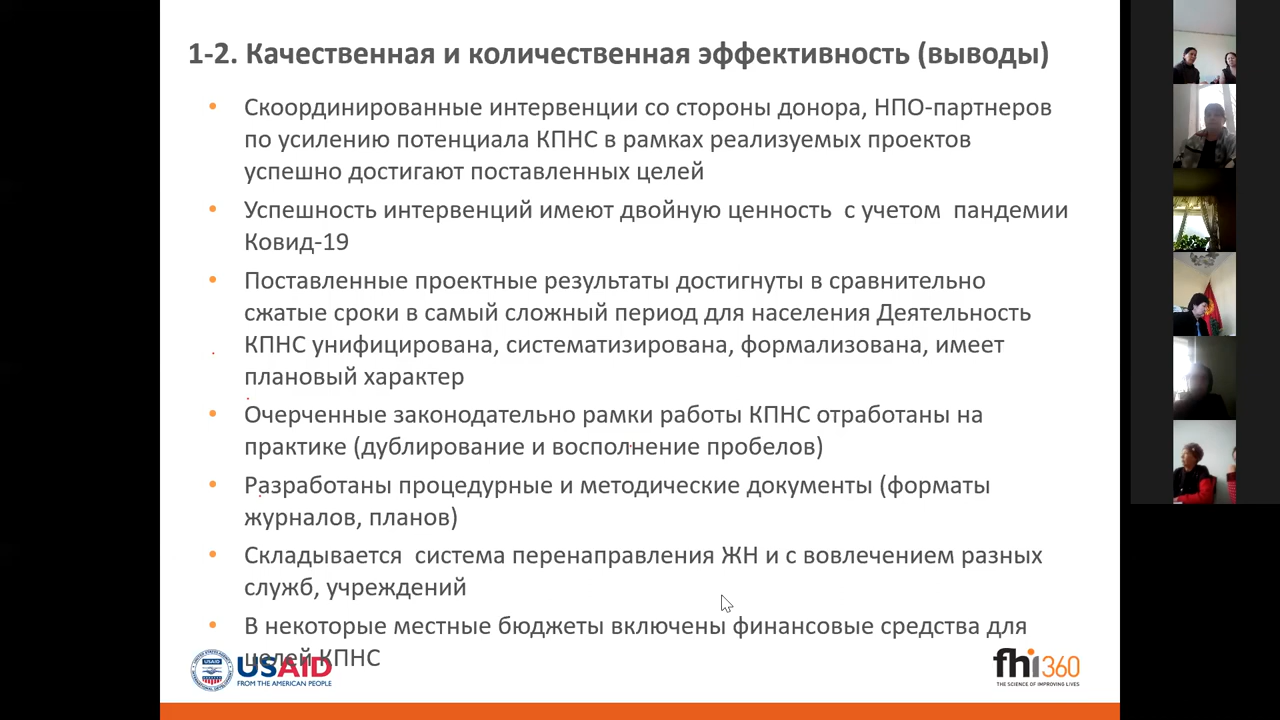 1-2. Качественная и количественная эффективность (выводы)
• Скоординированные интервенции со стороны донора, НПО-партнеров
по усилению потенциала КПНС в рамках реализуемых проектов
успешно достигают поставленных целей
• Успешность интервенций имеют двойную ценность с учетом пандемии
Ковид-19
• Поставленные проектные результаты достигнуты в сравнительно
сжатые сроки в самый сложный период для населения Деятельность
КПНС унифицирована, систематизирована, формализована, имеет
плановый характер
• Очерченные законодательно рамки работы КПНС отработаны на
практике (дублирование и восполнение пробелов)
• Разработаны процедурные и методические документы (форматы
журналов, планов)
• Складывается система перенаправления ЖН и с вовлечением разных
служб, учреждений
• В некоторые местные бюджеты включены финансовые средства для
целей КПНС
USAID
FROM THE AMERICAN PEOPLE
fhi 360
THE SCIENCE OF IMPROVING LIVES